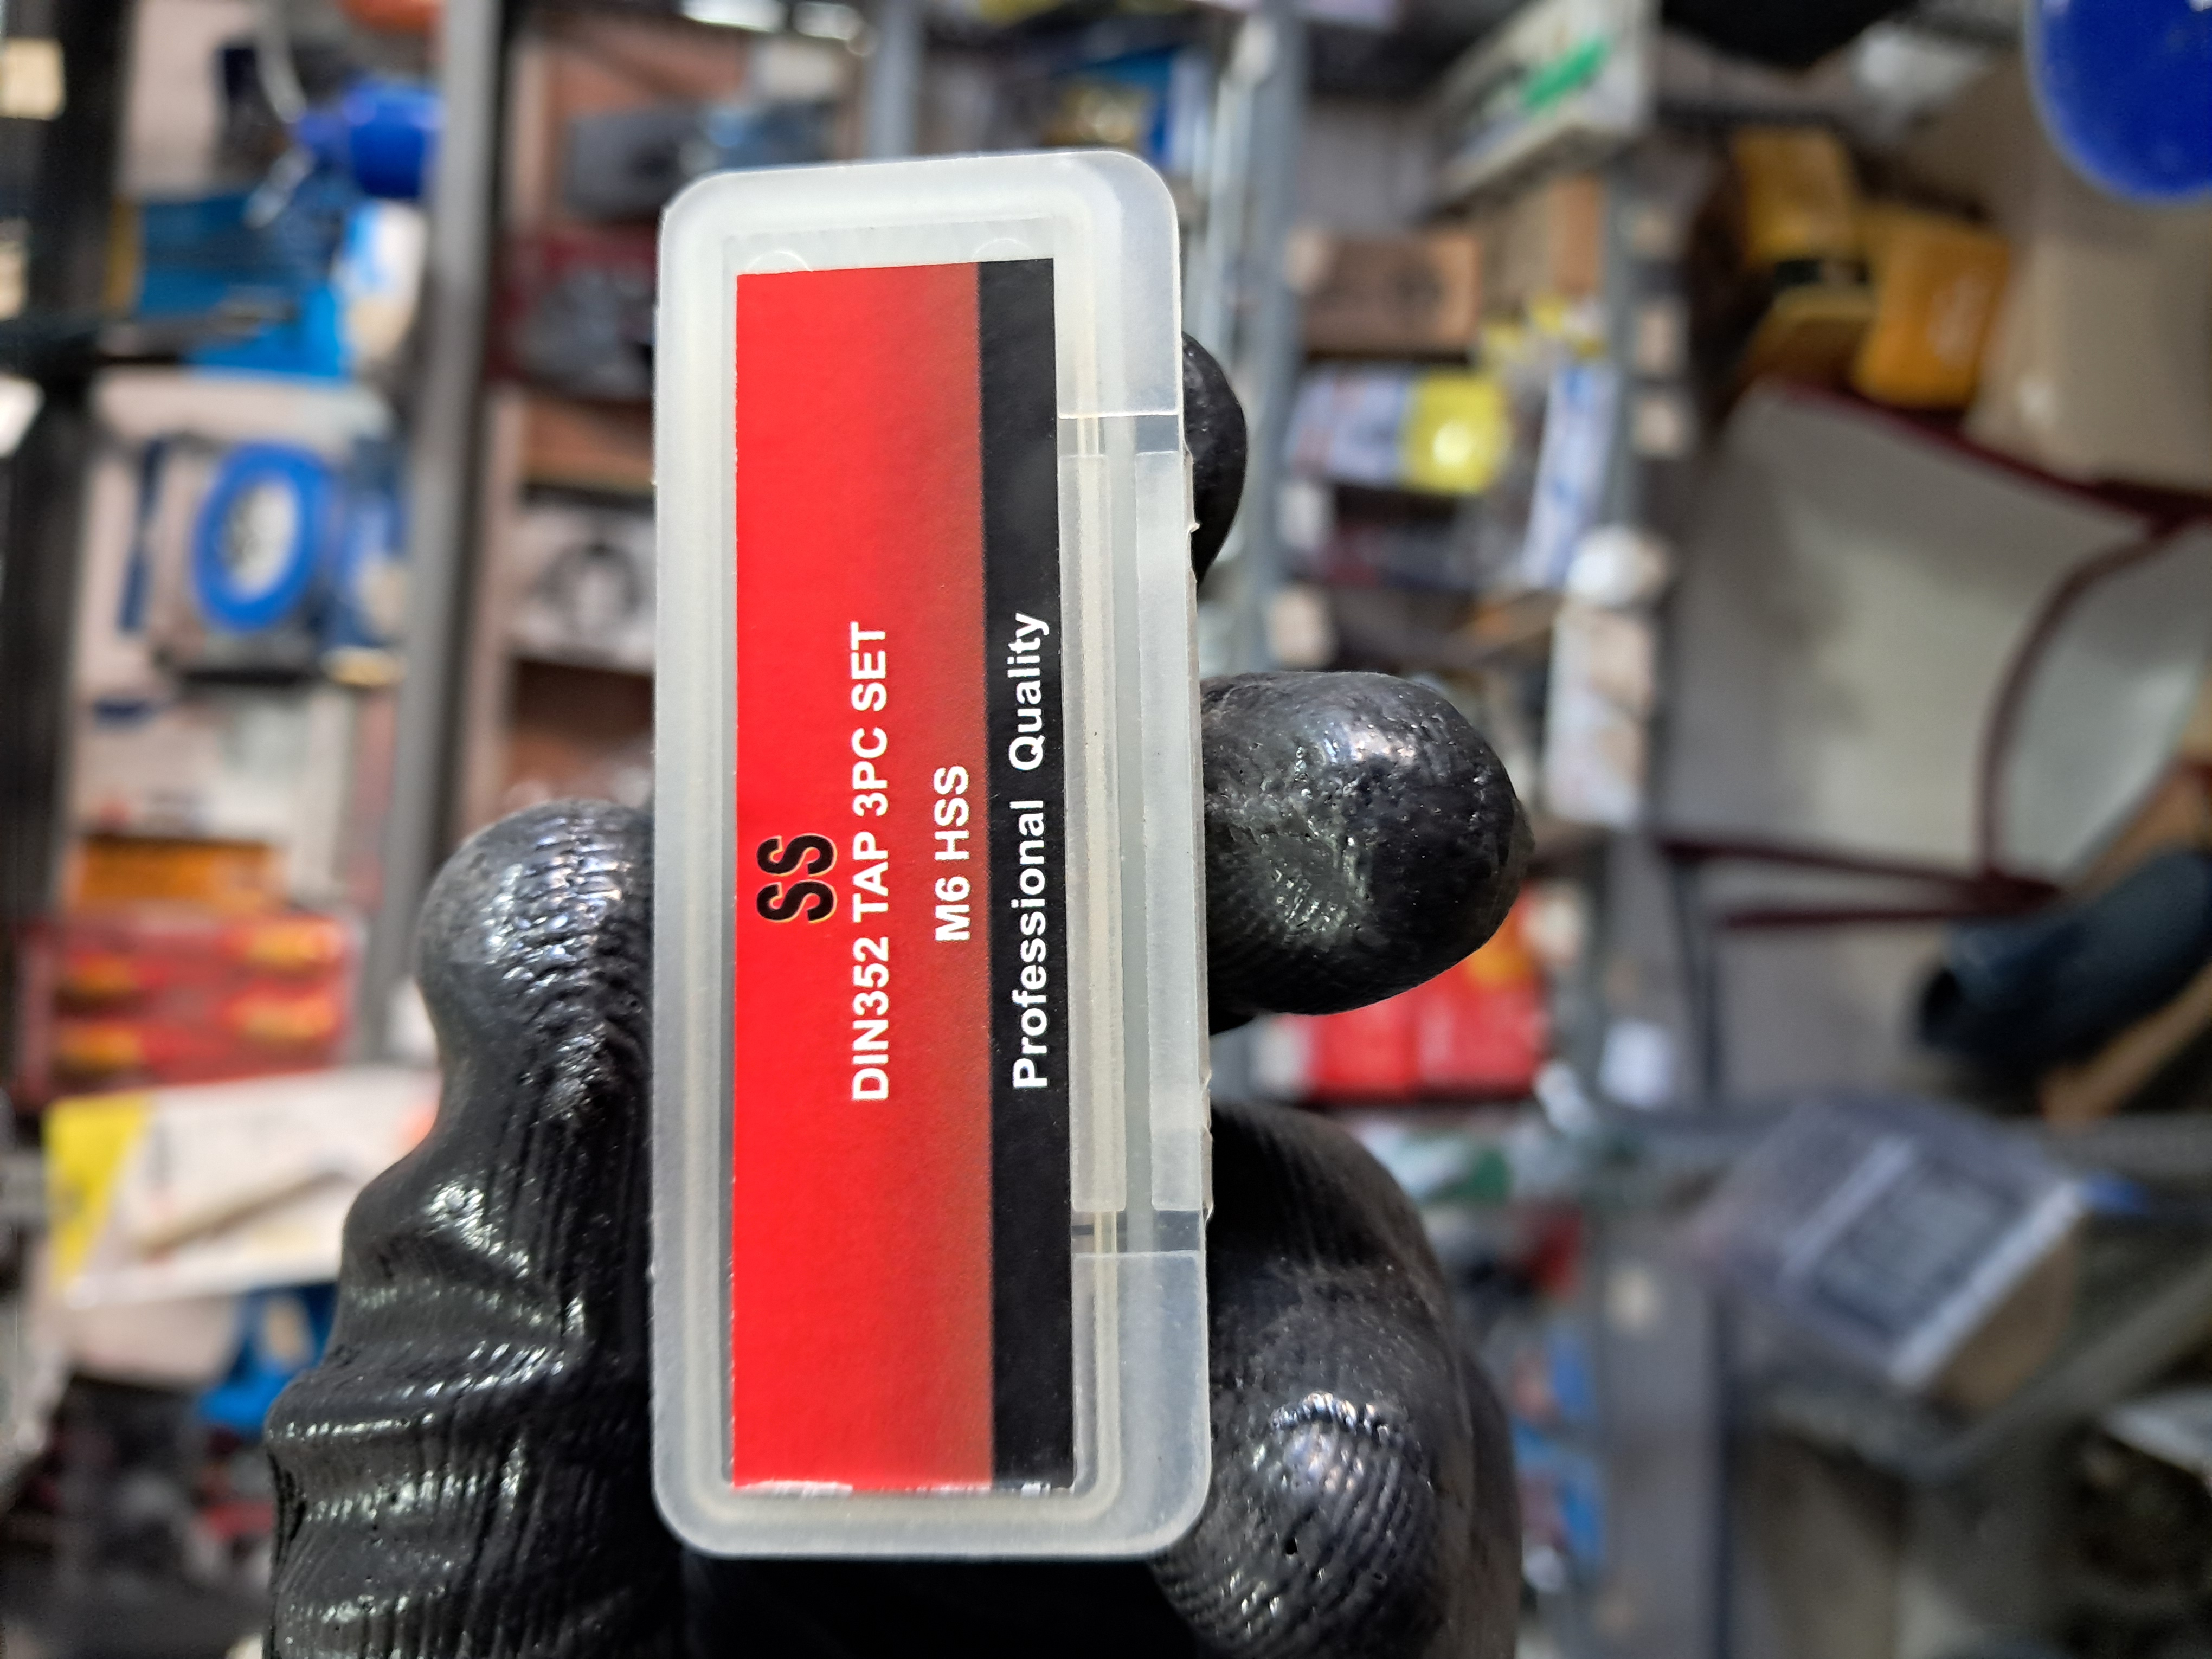 SS
DIN352 TAP 3PC SET
M6 HSS
Professional Quality